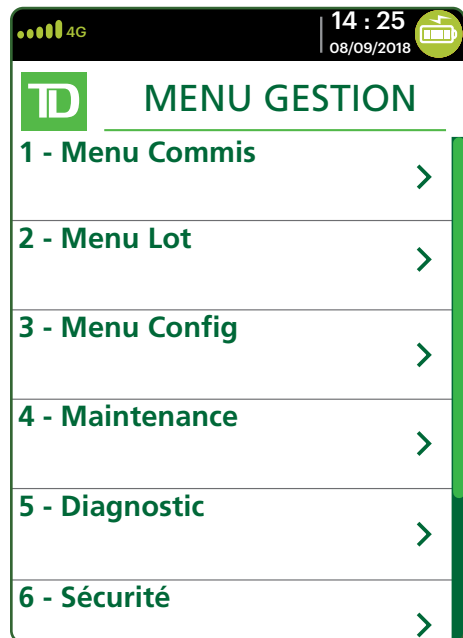 4G
14 : 25
08/09/2018
TD
MENU GESTION
1 - Menu Commis
2 - Menu Lot
3 - Menu Config
4 - Maintenance
5 - Diagnostic
6 - Sécurité